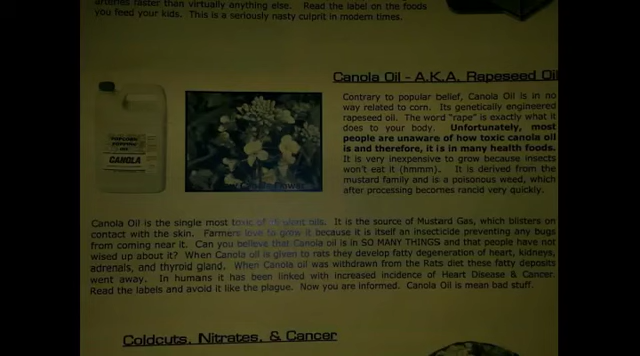 arteries faster than virtually anything else. Read the label on the foods
you feed your kids. This is a seriously nasty culprit in modern times.
Canola Oil - A.K.A. Rapeseed Oil
Contrary to popular belief, Canola Oil is in no
way related to corn. Its genetically engineered
rapeseed oil. The word "rape" is exactly what it
does to your body. Unfortunately, most
people are unaware of how toxic canola oil
is and therefore, it is in many health foods.
It is very inexpensive to grow because insects
won't eat it (hmmm). It is derived from the
mustard family and is a poisonous weed, which
after processing becomes rancid very quickly.
CANOLA
Canola Oil is the single most toxic of all plant oils. It is the source of Mustard Gas, which blisters on
contact with the skin. Farmers love to grow it because it is itself an insecticide preventing any bugs
from coming near it. Can you believe that Canola oil is in SO MANY THINGS and that people have not
wised up about it? When Canola oil is given to rats they develop fatty degeneration of heart, kidneys,
adrenals, and thyroid gland. When Canola oil was withdrawn from the Rats diet these fatty deposits
went away. In humans it has been linked with increased incidence of Heart Disease & Cancer.
Read the labels and avoid it like the plague. Now you are informed. Canola Oil is mean bad stuff.
Coldcuts, Nitrates, & Cancer